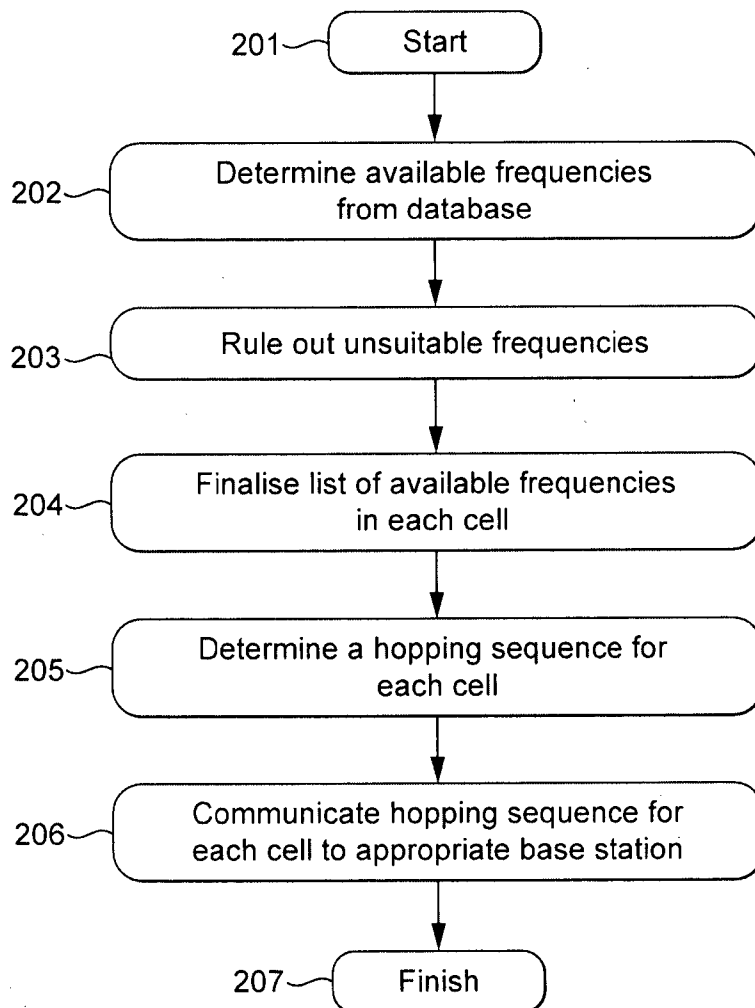 201
Start
202
Determine available frequencies
from database
203
Rule out unsuitable frequencies
204
Finalise list of available frequencies
in each cell
205
Determine a hopping sequence for
each cell
206
Communicate hopping sequence for
each cell to appropriate base station
207
Finish